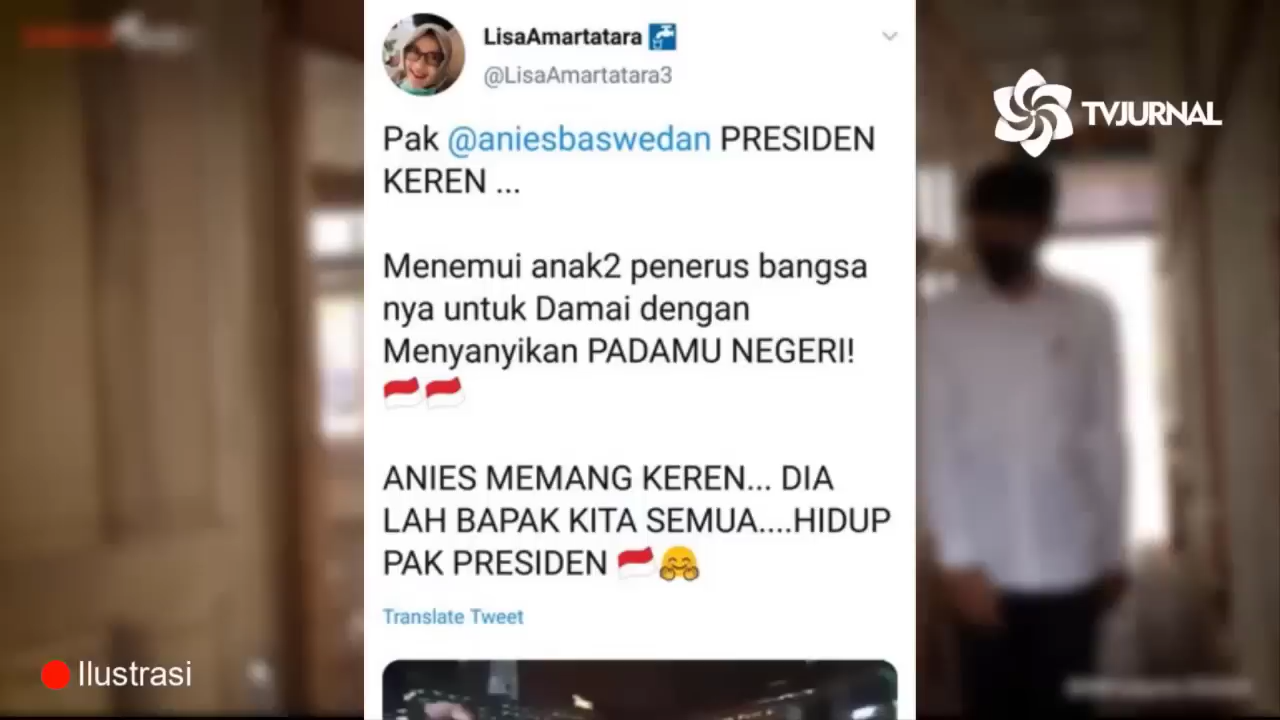 LisaAmartatara
@LisaAmartatara3
TVJURNAL
Pak @aniesbaswedan PRESIDEN
KEREN ...
Menemui anak2 penerus bangsa
nya untuk Damai dengan
Menyanyikan PADAMU NEGERI!
ANIES MEMANG KEREN... DIA
LAH BAPAK KITA SEMUA....HIDUP
PAK PRESIDEN
Translate Tweet
Ilustrasi